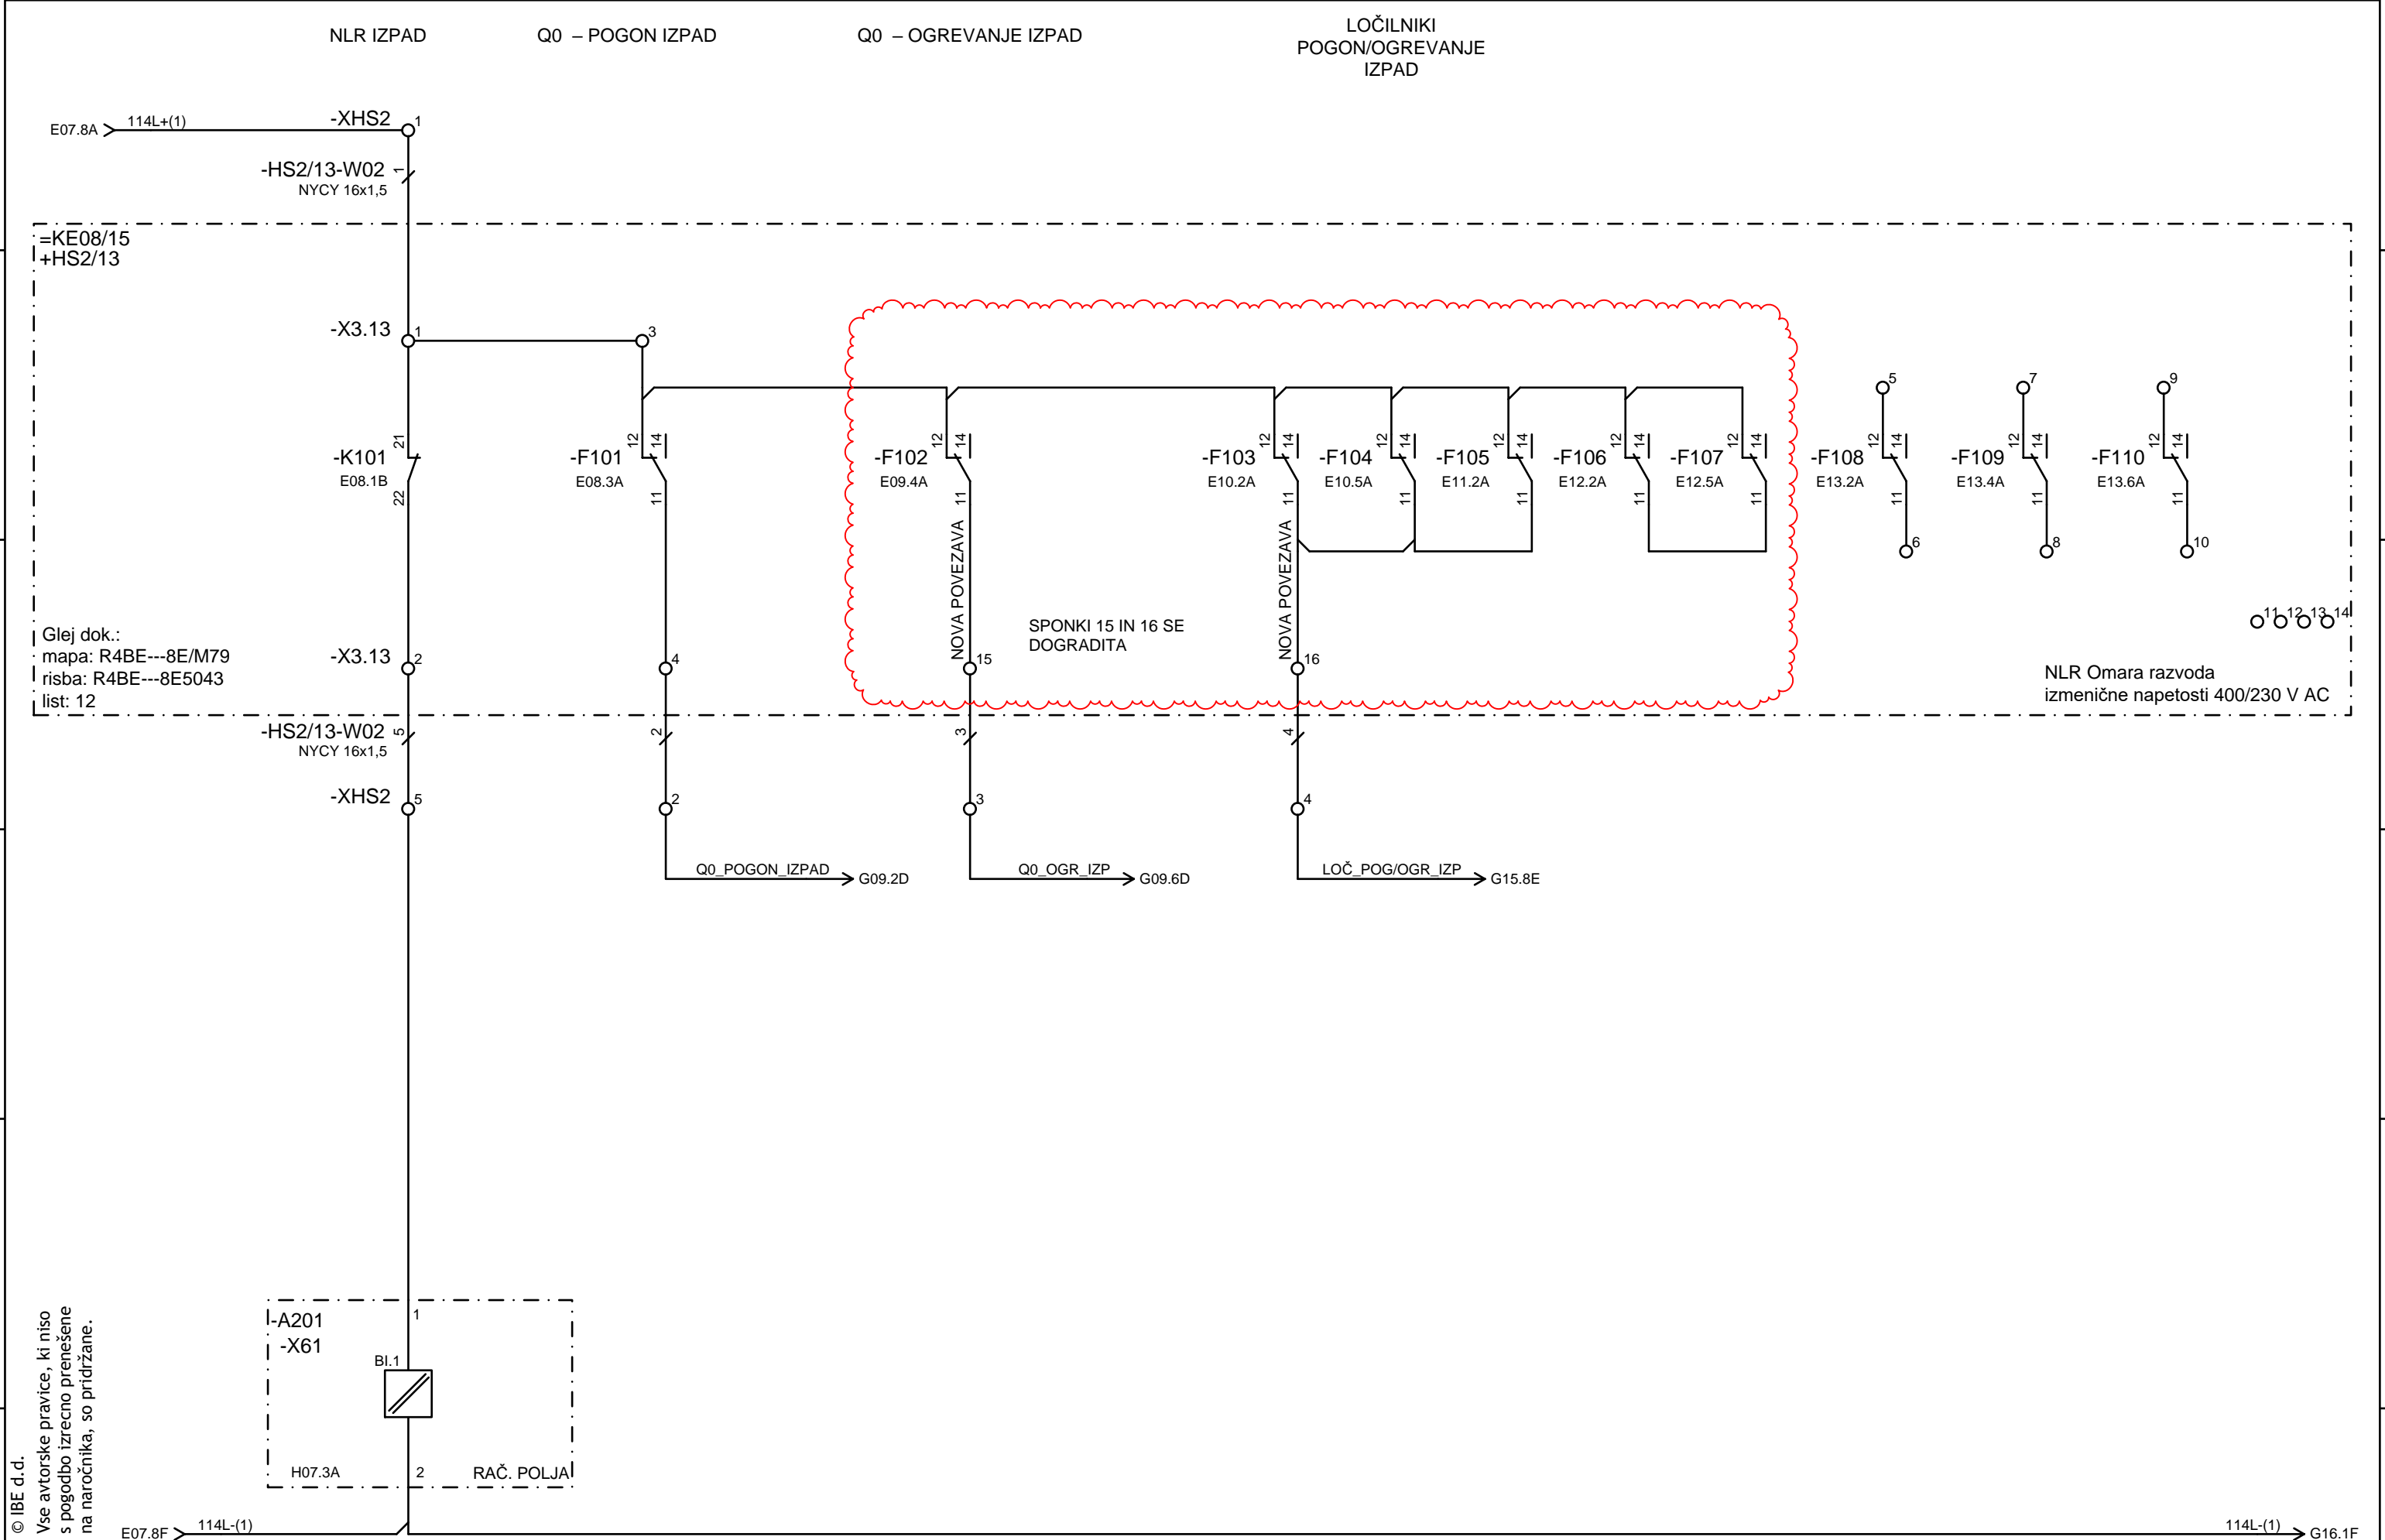 NLR IZPAD
Q0 – POGON IZPAD
Q0 – OGREVANJE IZPAD
LOČILNIKI
POGON/OGREVANJE
IZPAD
E07.8A
114L+(1)
-XHS2
1
-HS2/13-W02
1
NYCY 16x1,5
=KE08/15
+HS2/13
-X3.13
1
3
5
7
9
21
-K101
E08.1B
22
12
14
-F101
E08.3A
11
12
14
-F102
E09.4A
11
12
14
-F103
E10.2A
11
12
14
-F104
E10.5A
11
12
14
-F105
E11.2A
11
12
14
-F106
E12.2A
11
12
14
-F107
E12.5A
11
12
14
-F108
E13.2A
11
12
14
-F109
E13.4A
11
12
14
-F110
E13.6A
11
6
8
10
NOVA POVEZAVA
NOVA POVEZAVA
SPONKI 15 IN 16 SE
DOGRADITA
11
12
13
14
Glej dok.:
mapa: R4BE---8E/M79
risba: R4BE---8E5043
list: 12
-X3.13
2
4
15
16
NLR Omara razvoda
izmenične napetosti 400/230 V AC
-HS2/13-W02
5
NYCY 16x1,5
2
3
4
-XHS2
5
2
3
4
Q0_POGON_IZPAD
G09.2D
Q0_OGR_IZP
G09.6D
LOČ_POG/OGR_IZP
G15.8E
-A201
-X61
1
BI.1
H07.3A
2
RAČ. POLJA
© IBE d.d.
Vse avtorske pravice, ki niso
s pogodbo izrecno prenešene
na naročnika, so pridržane.
E07.8F
114L-(1)
114L-(1)
G16.1F